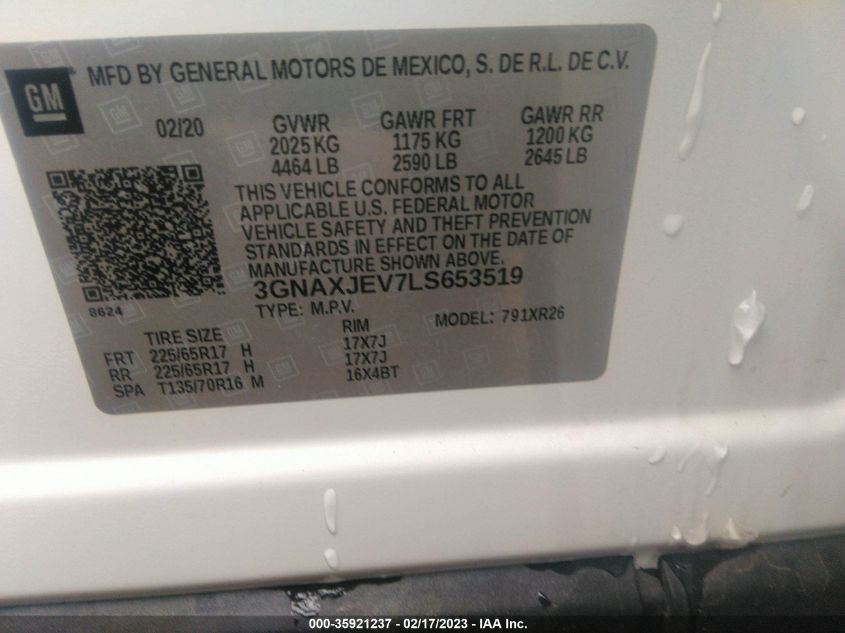 GM
MFD BY GENERAL MOTORS DE MEXICO, S. DE R.L. DE C.V.
02/20 GVWR GAWR FRT GAWR RR
2025 KG 1175 KG 1200 KG
4464 LB 2590 LB 2645 LB
THIS VEHICLE CONFORMS TO ALL
APPLICABLE U.S. FEDERAL MOTOR
VEHICLE SAFETY AND THEFT PREVENTION
STANDARDS IN EFFECT ON THE DATE OF
MANUFACTURE SHOWN ABOVE.
3GNAXJEV7LS653519
8624 TYPE: M.P.V. MODEL: 791XR26
TIRE SIZE RIM
FRT 225/65R17 H 17X7J
RR 225/65R17 H 17X7J
SPA T135/70R16 M 16X4BT
000-35921237 - 02/17/2023 - IAA Inc.